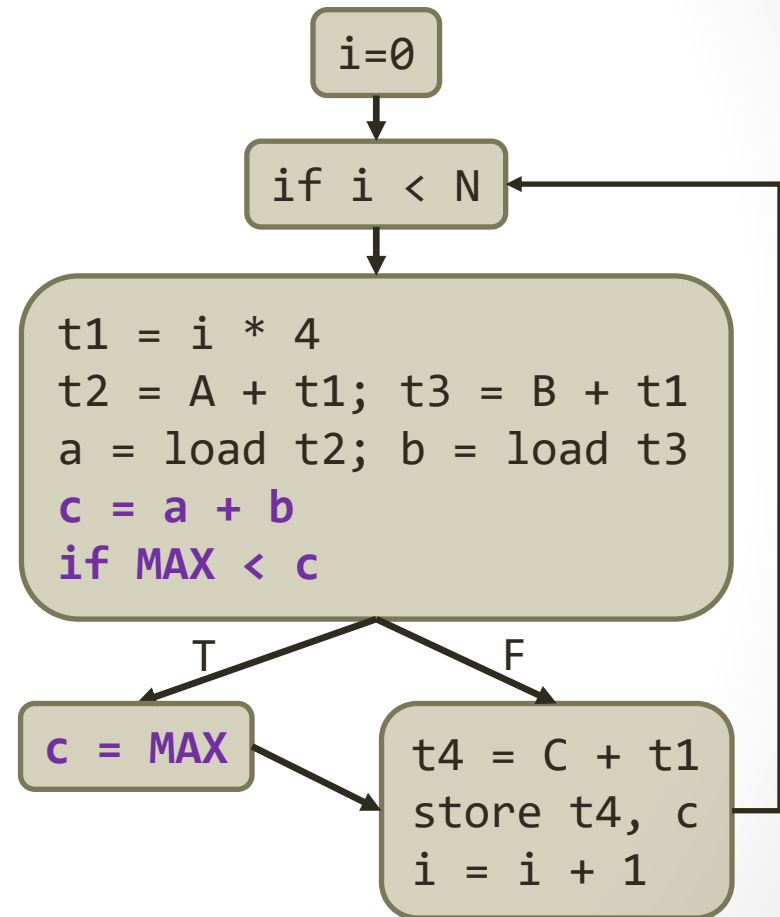 i=0
if i < N
t1 = i * 4
t2 = A + t1; t3 = B + t1
a = load t2; b = load t3
c = a + b
if MAX < c
T
F
c = MAX
t4 = C + t1
store t4, c
i = i + 1